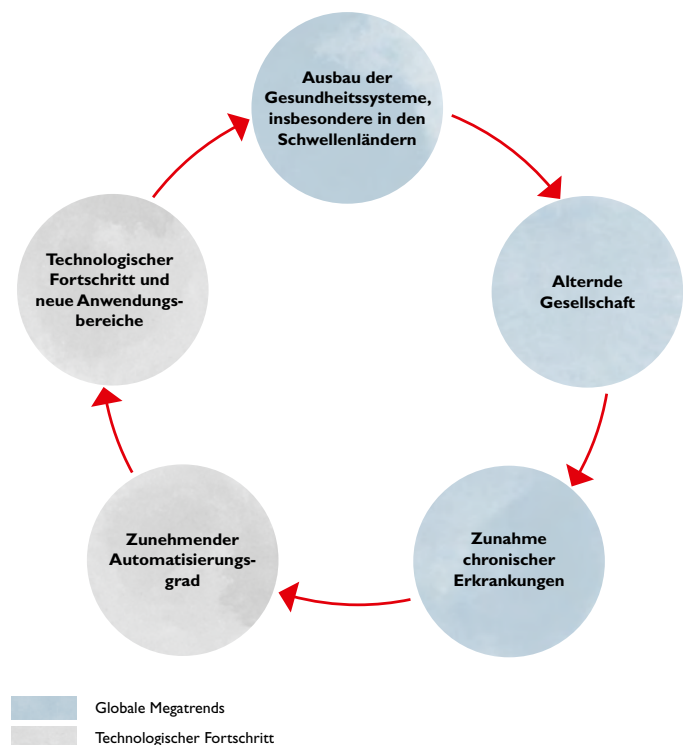 Ausbau der
Gesundheitssysteme,
insbesondere in den
Schwellenländern
Alternde
Gesellschaft
Zunahme
chronischer
Erkrankungen
Zunehmender
Automatisierungs-
grad
Technologischer
Fortschritt und
neue Anwendungs-
bereiche
Globale Megatrends
Technologischer Fortschritt